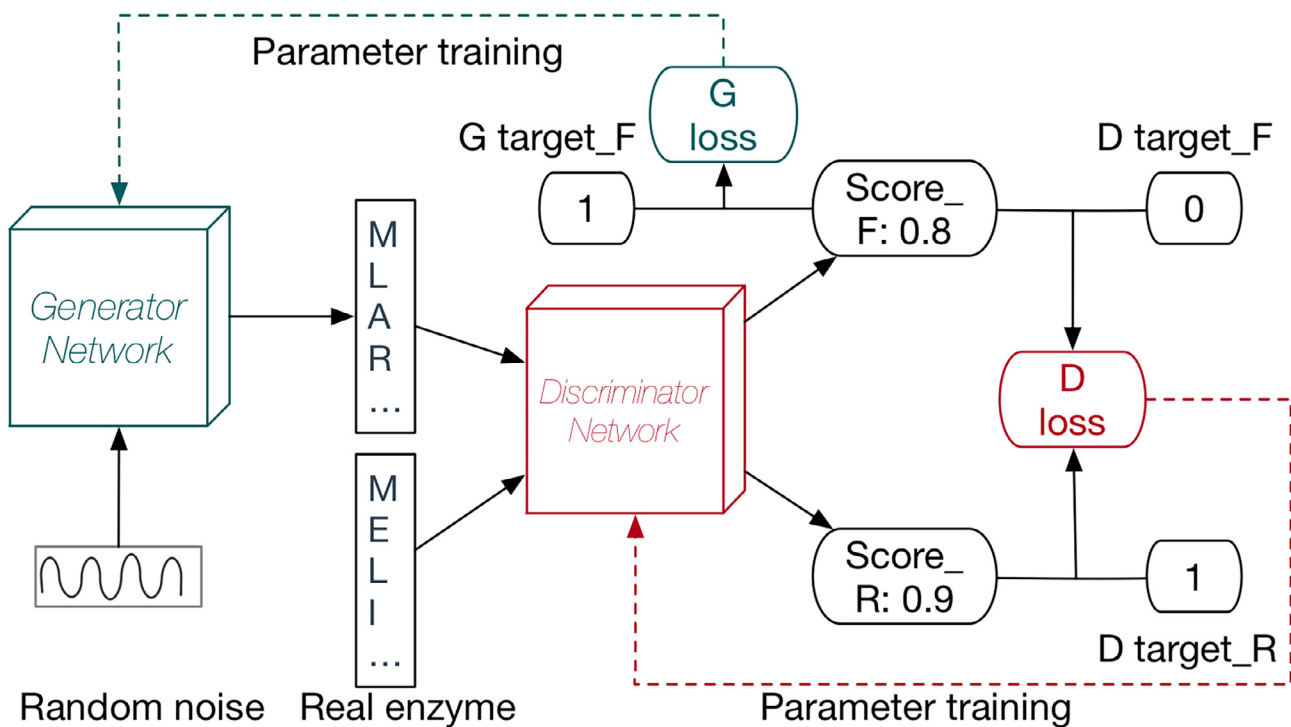 Parameter training
G
loss
G target_F
D target_F
1
Score_
F: 0.8
0
M
L
A
R
...
Generator
Network
Discriminator
Network
D
loss
M
E
L
I
...
Score_
R: 0.9
1
D target_R
Random noise
Real enzyme
Parameter training